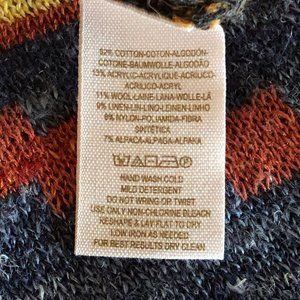 52% COTTON-COTON-ALGODÓN-
COTONE-BAUMWOLLE-ALGODÃO
13% ACRYLIC-ACRYLIQUE-ACRILICO-
ACRILICO-ACRYL
11% WOOL-LAINE-LANA-WOLLE-LÃ
9% LINEN-LIN-LINO-LEINEN-LINHO
8% NYLON-POLIAMIDA-FIBRA
SINTÉTICA
7% ALPACA-ALPAGA-ALPAKA
HAND WASH COLD
MILD DETERGENT
DO NOT WRING OR TWIST
USE ONLY NON-CHLORINE BLEACH
RESHAPE & LAY FLAT TO DRY
LOW IRON AS NEEDED
FOR BEST RESULTS DRY CLEAN